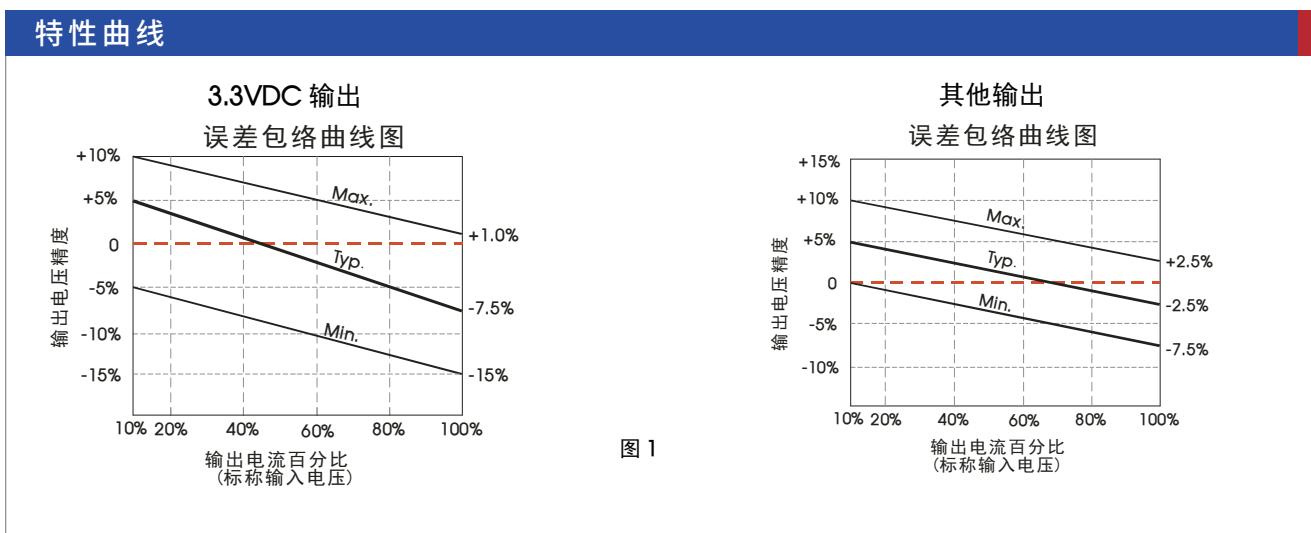 特性曲线
3.3VDC 输出
误差包络曲线图
+10%
+5%
0
-5%
-10%
-15%
输出电压精度
Max.
Typ.
Min.
+1.0%
-7.5%
-15%
10% 20% 40% 60% 80% 100%
输出电流百分比
(标称输入电压)
图 1
其他输出
误差包络曲线图
+15%
+10%
+5%
0
-5%
-10%
输出电压精度
Max.
Typ.
Min.
+2.5%
-2.5%
-7.5%
10% 20% 40% 60% 80% 100%
输出电流百分比
(标称输入电压)